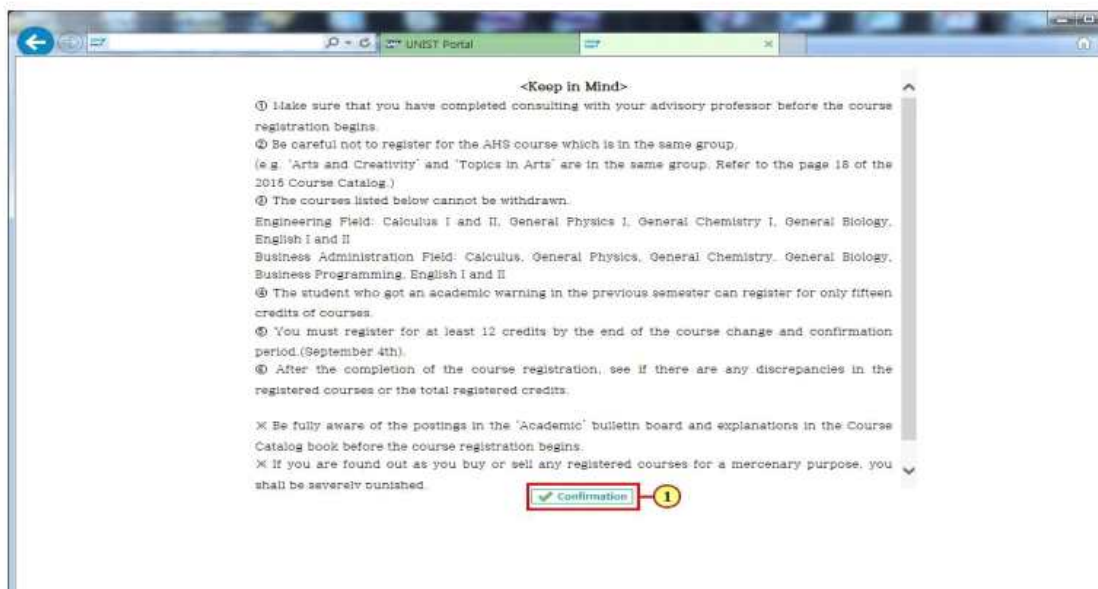 UNIST Portal
<Keep in Mind>
① Make sure that you have completed consulting with your advisory professor before the course
registration begins.
② Be careful not to register for the AHS course which is in the same group.
(e.g. 'Arts and Creativity' and 'Topics in Arts' are in the same group. Refer to the page 18 of the
2015 Course Catalog.)
③ The courses listed below cannot be withdrawn.
Engineering Field: Calculus I and II, General Physics I, General Chemistry I, General Biology,
English I and II
Business Administration Field: Calculus, General Physics, General Chemistry, General Biology,
Business Programming, English I and II
④ The student who got an academic warning in the previous semester can register for only fifteen
credits of courses.
⑤ You must register for at least 12 credits by the end of the course change and confirmation
period.(September 4th).
⑥ After the completion of the course registration, see if there are any discrepancies in the
registered courses or the total registered credits.
※ Be fully aware of the postings in the 'Academic' bulletin board and explanations in the Course
Catalog book before the course registration begins.
※ If you are found out as you buy or sell any registered courses for a mercenary purpose, you
shall be severely punished.
Confirmation
1